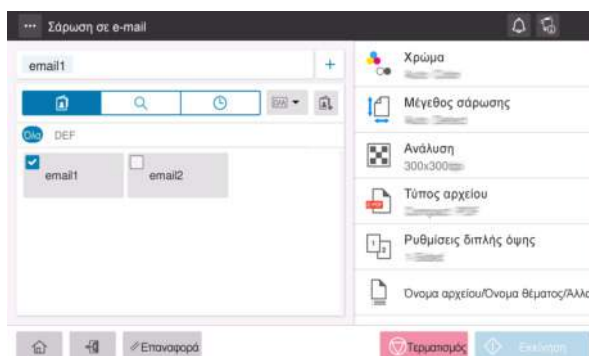 Σάρωση σε e-mail
email1
Όλα DEF
email1
email2
Χρώμα
Μέγεθος σάρωσης
Ανάλυση
300x300
Τύπος αρχείου
Ρυθμίσεις διπλής όψης
Όνομα αρχείου/Όνομα θέματος/Άλλα
Επαναφορά
Τερματισμός
Εκκίνηση